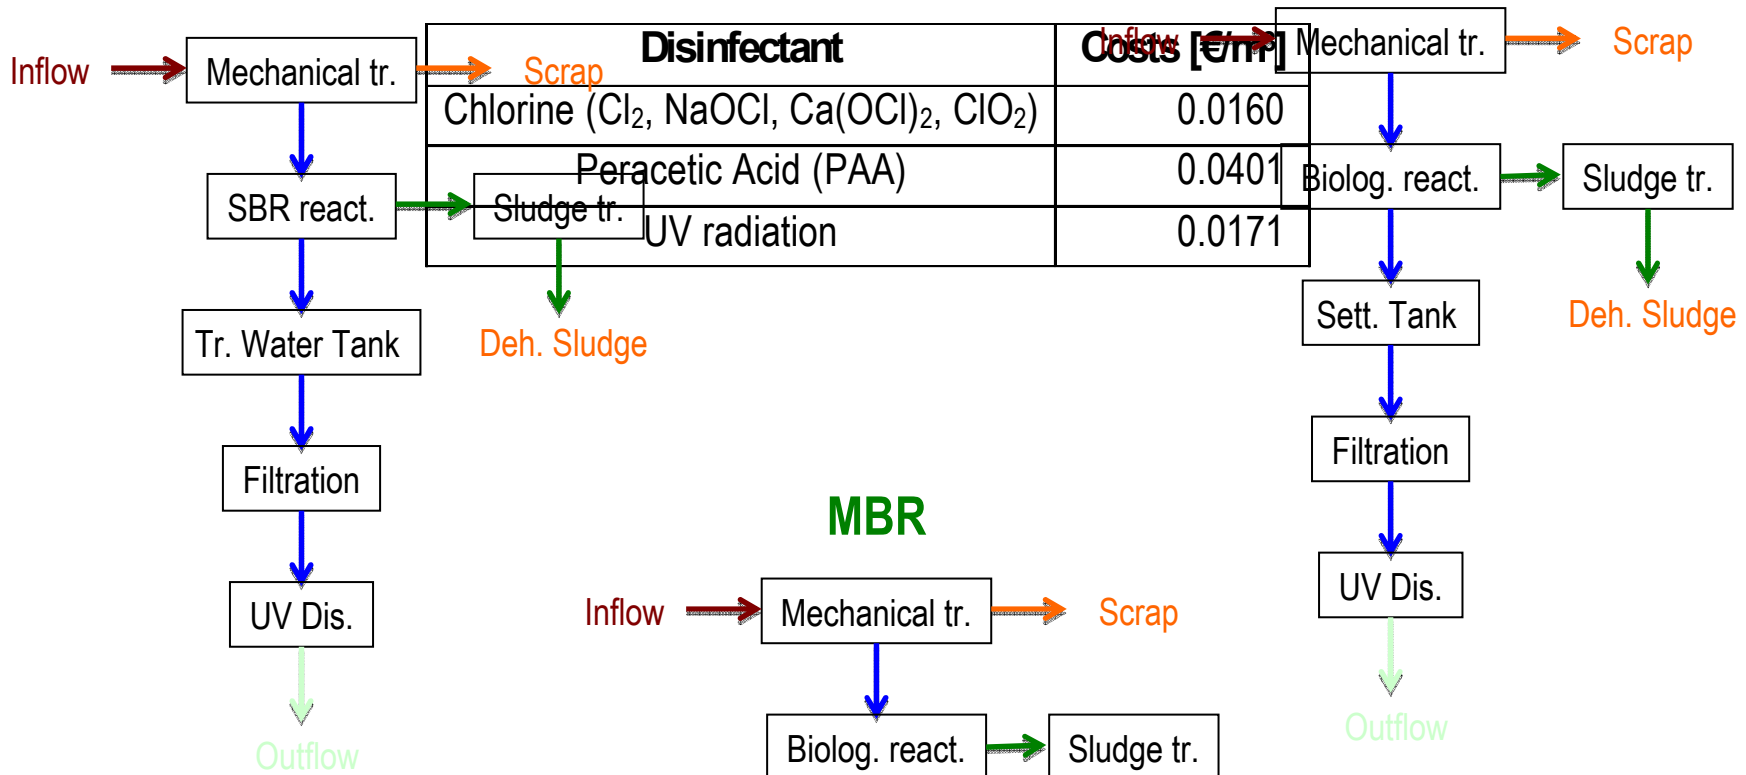 Inflow
Mechanical tr.
Scrap
SBR react.
Sludge tr.
Deh. Sludge
Tr. Water Tank
Filtration
UV Dis.
Outflow
Disinfectant Costs [€/m³]
Chlorine (Cl₂, NaOCl, Ca(OCl)₂, ClO₂) 0.0160
Peracetic Acid (PAA) 0.0401
UV radiation 0.0171
MBR
Inflow
Mechanical tr.
Scrap
Biolog. react.
Sludge tr.
Inflow
Mechanical tr.
Scrap
Biolog. react.
Sludge tr.
Deh. Sludge
Sett. Tank
Filtration
UV Dis.
Outflow